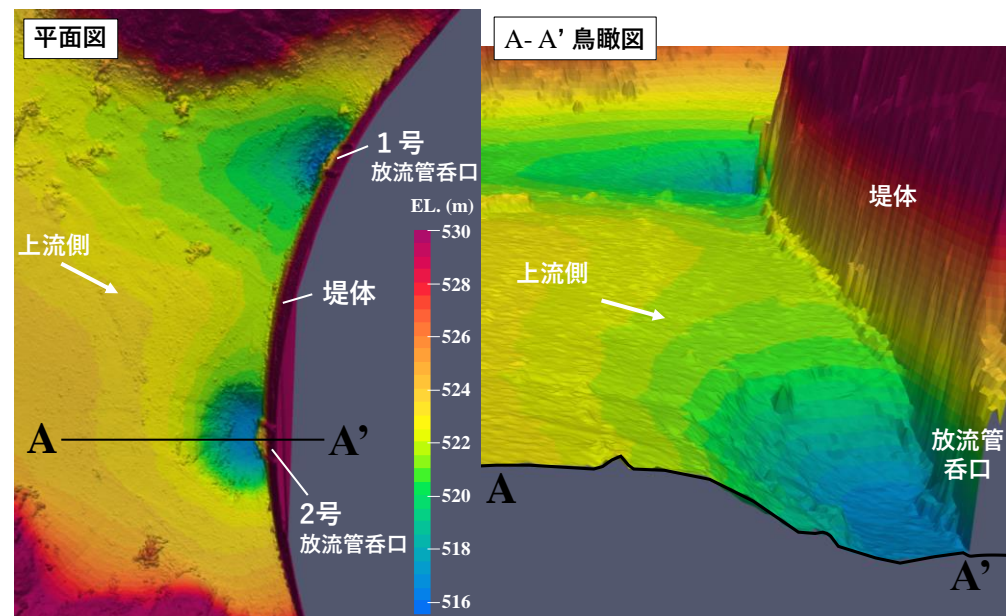 平面図
1号
放流管呑口
EL. (m)
530
528
526
524
522
520
518
516
上流側
堤体
A
A’
2号
放流管呑口
A- A’ 鳥瞰図
堤体
上流側
放流管
呑口
A
A’